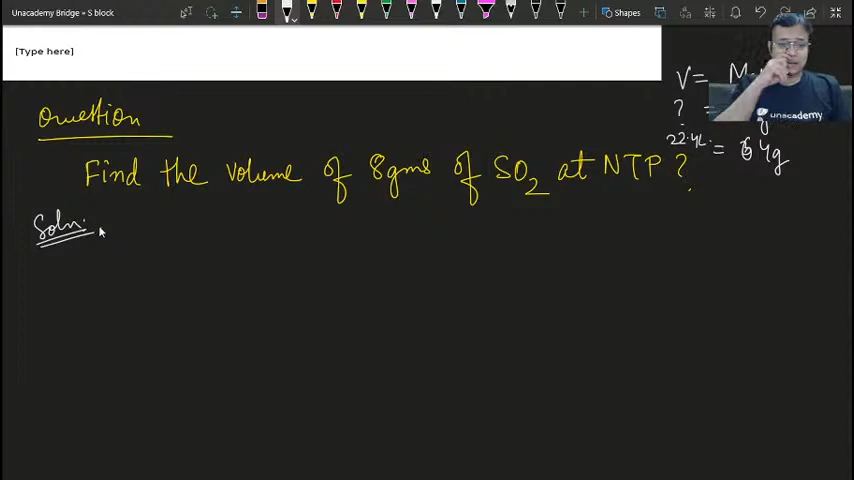 Unacademy Bridge = S block
Shapes
[Type here]
Question
Find the volume of 8gms of SO2 at NTP ?
Soln.
V = M
? =
22.4L. = 64g
unacademy